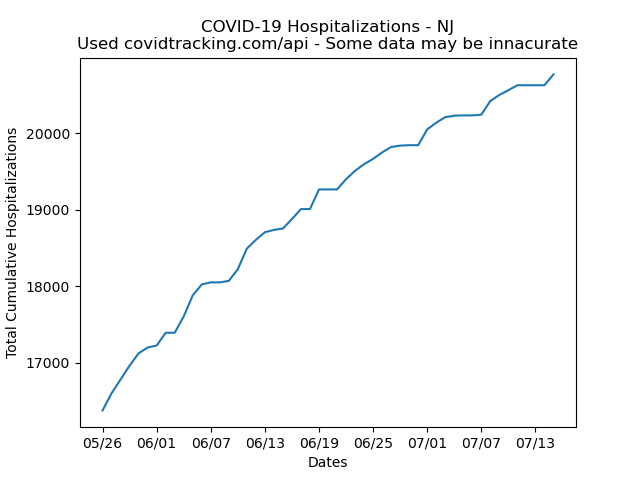 COVID-19 Hospitalizations - NJ
Used covidtracking.com/api - Some data may be innacurate
Total Cumulative Hospitalizations
20000
19000
18000
17000
05/26 06/01 06/07 06/13 06/19 06/25 07/01 07/07 07/13
Dates